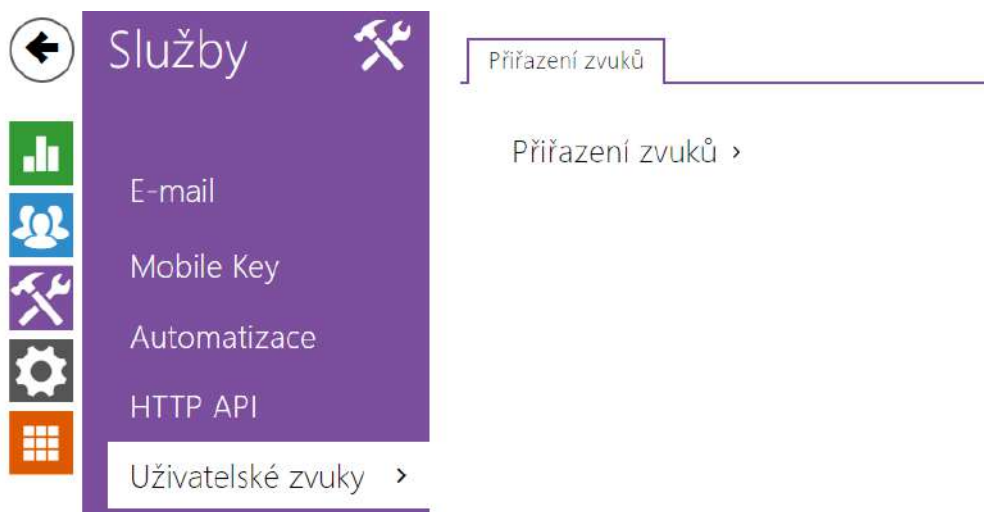 Služby
E-mail
Mobile Key
Automatizace
HTTP API
Uživatelské zvuky
Přiřazení zvuků
Přiřazení zvuků